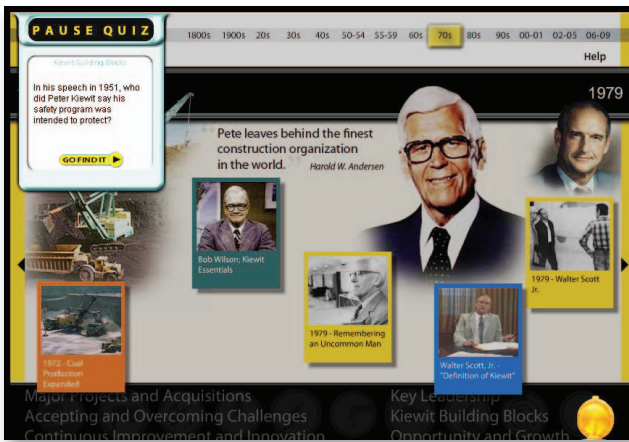 PAUSE QUIZ
Kiewit Building Blocks
In his speech in 1951, who
did Peter Kiewit say his
safety program was
intended to protect?
GO FIND IT
1800s 1900s 20s 30s 40s 50-54 55-59 60s 70s 80s 90s 00-01 02-05 06-09
Help
1979
Pete leaves behind the finest
construction organization
in the world. Harold W. Andersen
Bob Wilson; Kiewit
Essentials
1979 - Remembering
an Uncommon Man
1979 - Walter Scott
Jr.
1972 - Coal
Production
Expanded
Walter Scott, Jr. -
"Definition of Kiewit"
Major Projects and Acquisitions
Accepting and Overcoming Challenges
Continuous Improvement and Innovation
Key Leadership
Kiewit Building Blocks
Opportunity and Growth